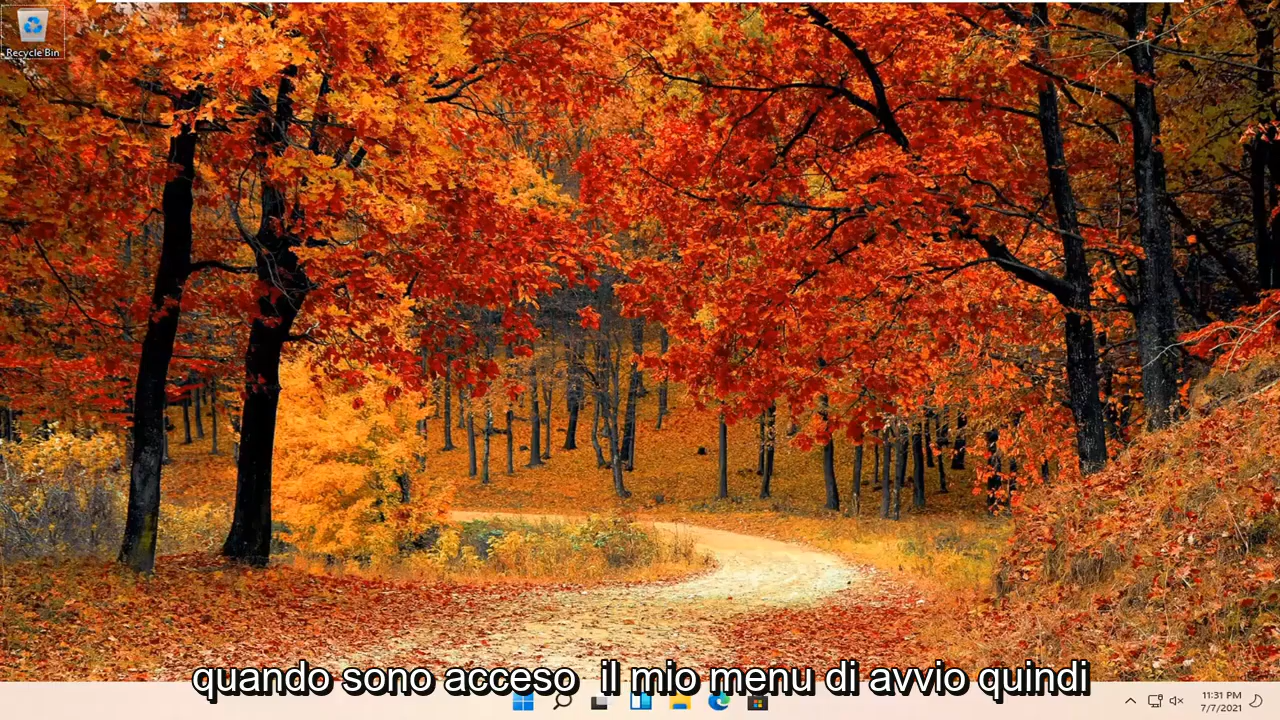 Recycle Bin
quando sono acceso il mio menu di avvio quindi
11:31 PM
7/7/2021